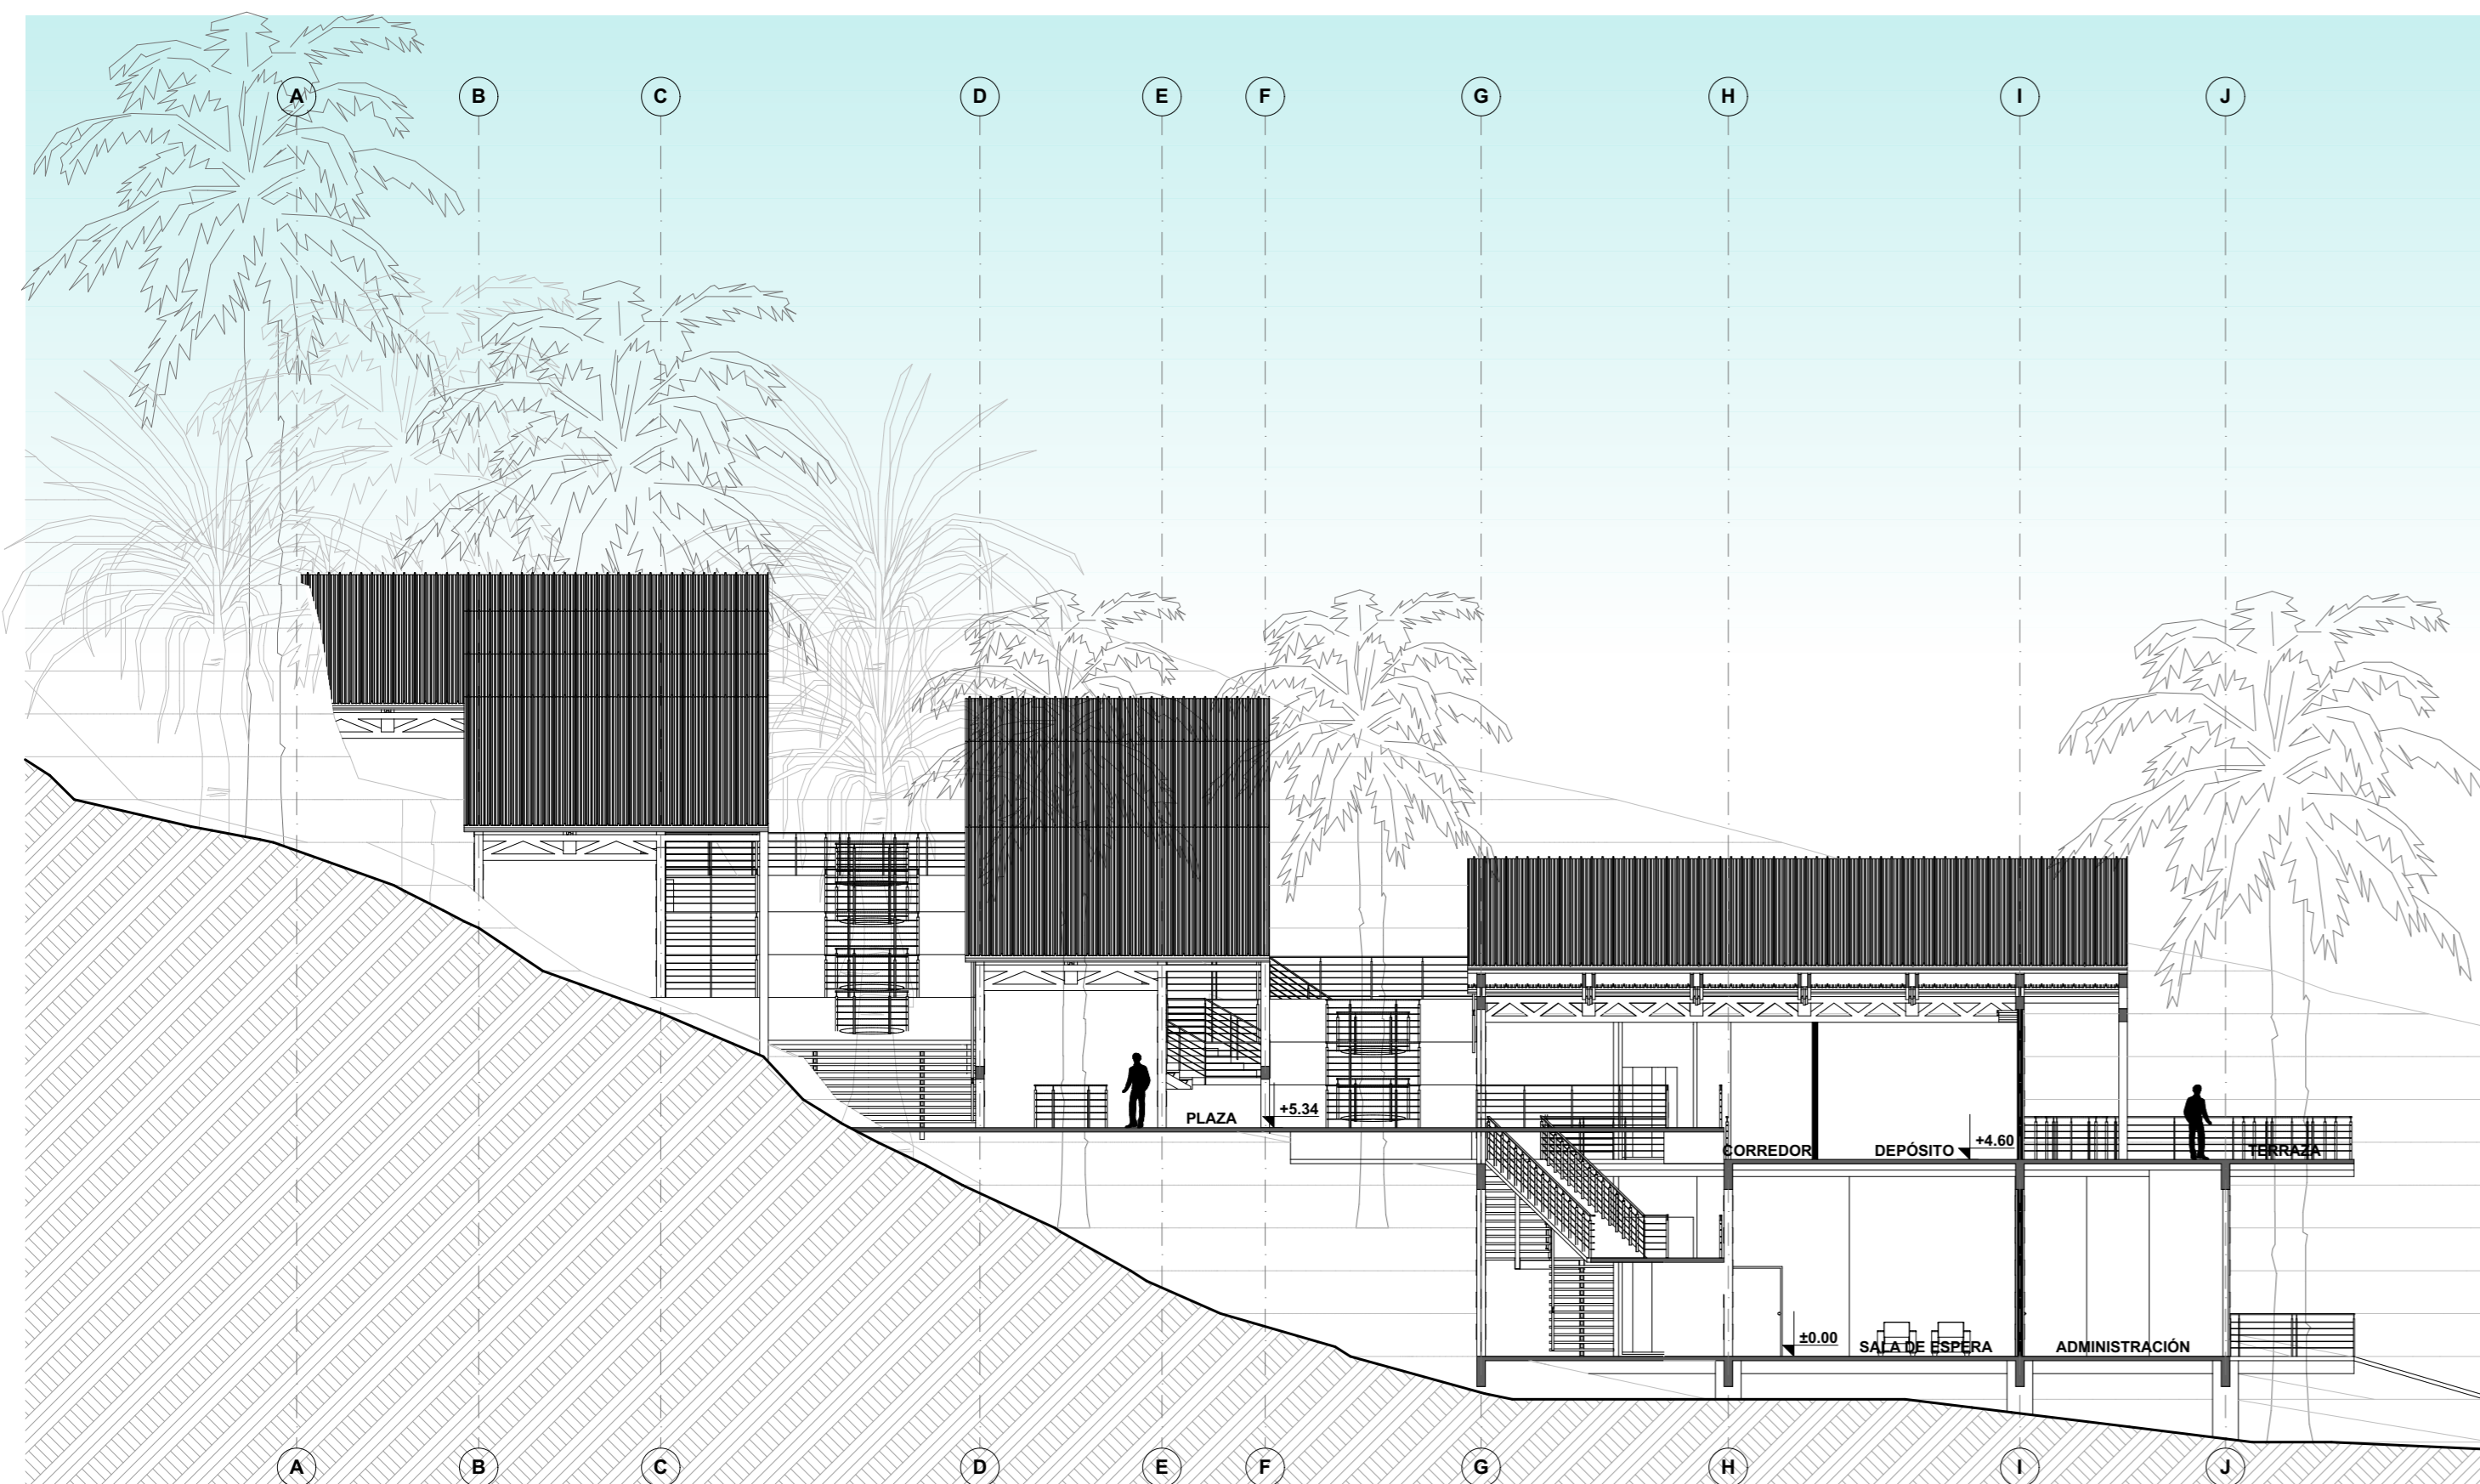 A B C D E F G H I J
PLAZA
+5.34
CORREDOR
DEPÓSITO
+4.60
TERRAZA
±0.00
SALA DE ESPERA
ADMINISTRACIÓN
A B C D E F G H I J